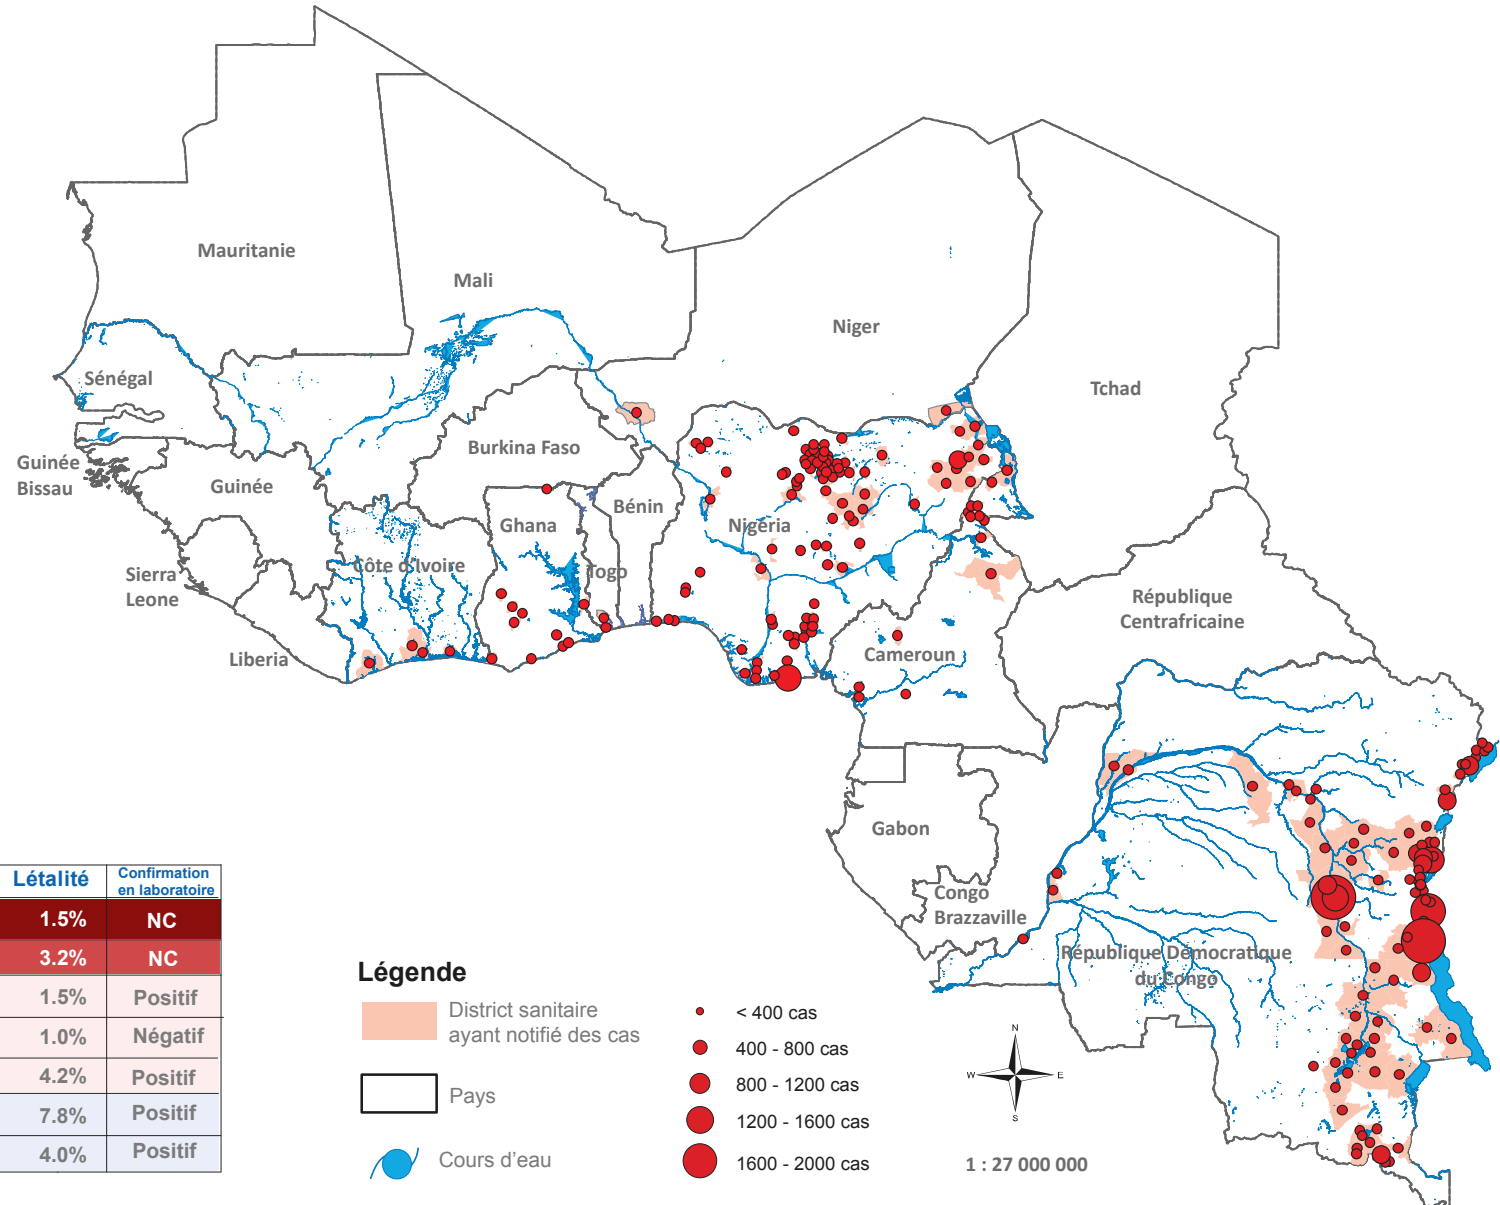 Mauritanie
Mali
Niger
Tchad
Sénégal
Burkina Faso
Guinée
Bissau
Guinée
Bénin
Ghana
Nigéria
Côte d'Ivoire
Togo
Sierra
Leone
Liberia
République
Centrafricaine
Cameroun
Gabon
Congo
Brazzaville
République Démocratique
du Congo
Létalité
Confirmation
en laboratoire
1.5% NC
3.2% NC
1.5% Positif
1.0% Négatif
4.2% Positif
7.8% Positif
4.0% Positif
Légende
District sanitaire
ayant notifié des cas
Pays
Cours d'eau
< 400 cas
400 - 800 cas
800 - 1200 cas
1200 - 1600 cas
1600 - 2000 cas
N
W E
S
1 : 27 000 000